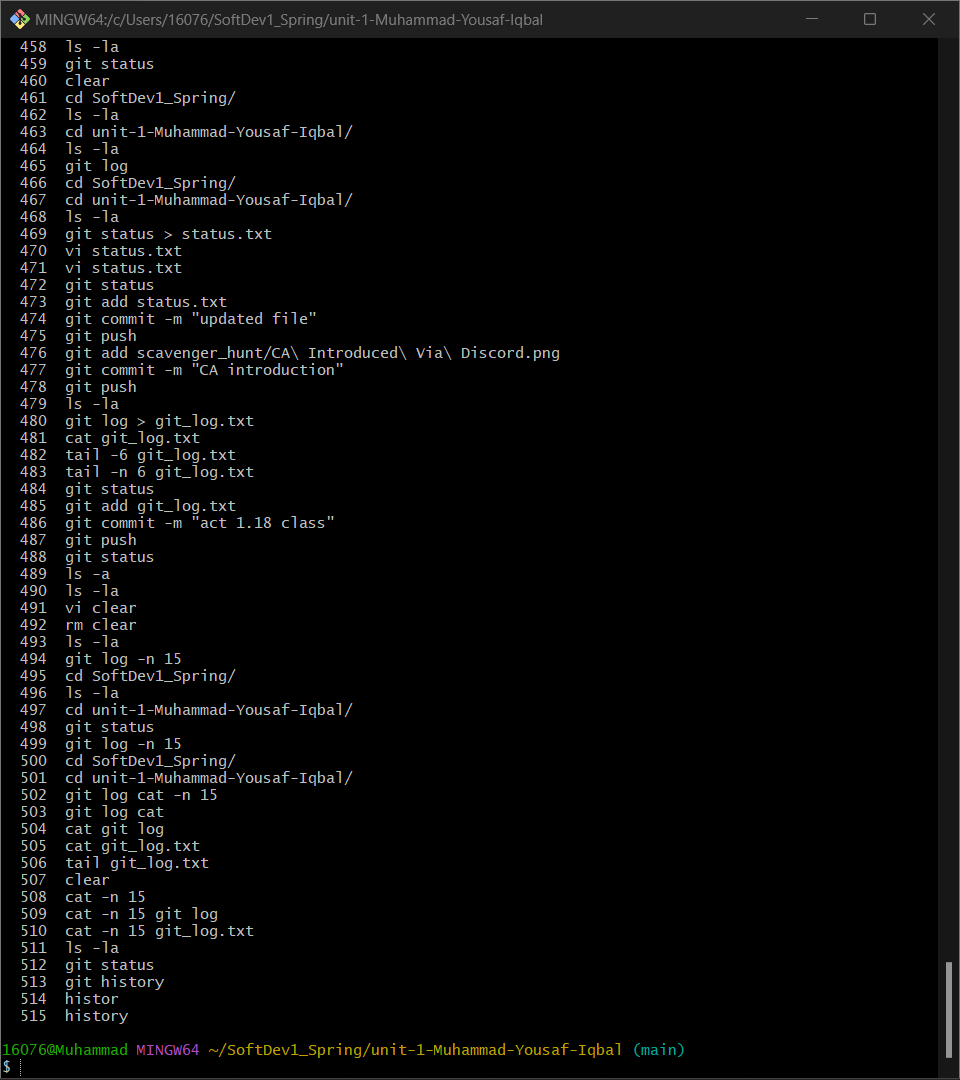 MINGW64:/c/Users/16076/SoftDev1_Spring/unit-1-Muhammad-Yousaf-Iqbal
458 ls -la
459 git status
460 clear
461 cd SoftDev1_Spring/
462 ls -la
463 cd unit-1-Muhammad-Yousaf-Iqbal/
464 ls -la
465 git log
466 cd SoftDev1_Spring/
467 cd unit-1-Muhammad-Yousaf-Iqbal/
468 ls -la
469 git status > status.txt
470 vi status.txt
471 vi status.txt
472 git status
473 git add status.txt
474 git commit -m "updated file"
475 git push
476 git add scavenger_hunt/CA\ Introduced\ Via\ Discord.png
477 git commit -m "CA introduction"
478 git push
479 ls -la
480 git log > git_log.txt
481 cat git_log.txt
482 tail -6 git_log.txt
483 tail -n 6 git_log.txt
484 git status
485 git add git_log.txt
486 git commit -m "act 1.18 class"
487 git push
488 git status
489 ls -a
490 ls -la
491 vi clear
492 rm clear
493 ls -la
494 git log -n 15
495 cd SoftDev1_Spring/
496 ls -la
497 cd unit-1-Muhammad-Yousaf-Iqbal/
498 git status
499 git log -n 15
500 cd SoftDev1_Spring/
501 cd unit-1-Muhammad-Yousaf-Iqbal/
502 git log cat -n 15
503 git log cat
504 cat git log
505 cat git_log.txt
506 tail git_log.txt
507 clear
508 cat -n 15
509 cat -n 15 git log
510 cat -n 15 git_log.txt
511 ls -la
512 git status
513 git history
514 histor
515 history
16076@Muhammad MINGW64 ~/SoftDev1_Spring/unit-1-Muhammad-Yousaf-Iqbal (main)
$